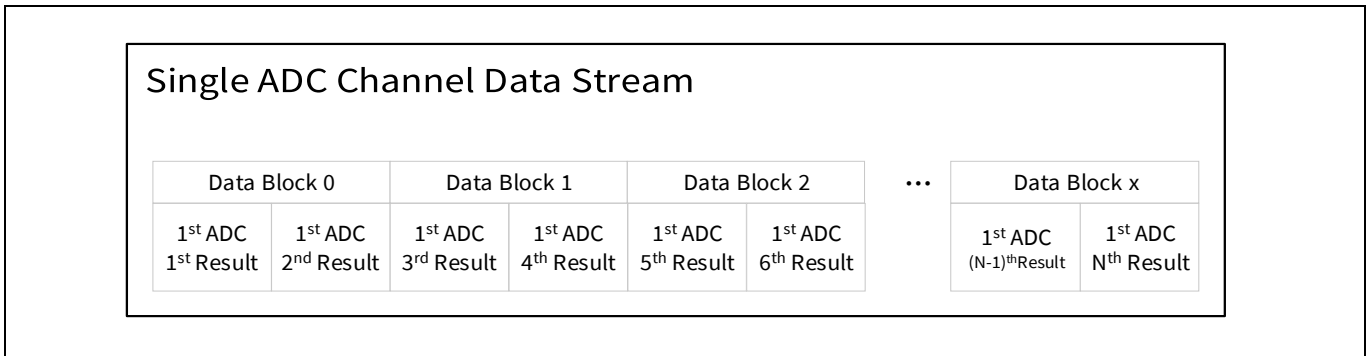 Single ADC Channel Data Stream
Data Block 0 Data Block 1 Data Block 2 ... Data Block x
1st ADC 1st ADC 1st ADC 1st ADC 1st ADC 1st ADC 1st ADC 1st ADC
1st Result 2nd Result 3rd Result 4th Result 5th Result 6th Result (N-1)thResult Nth Result